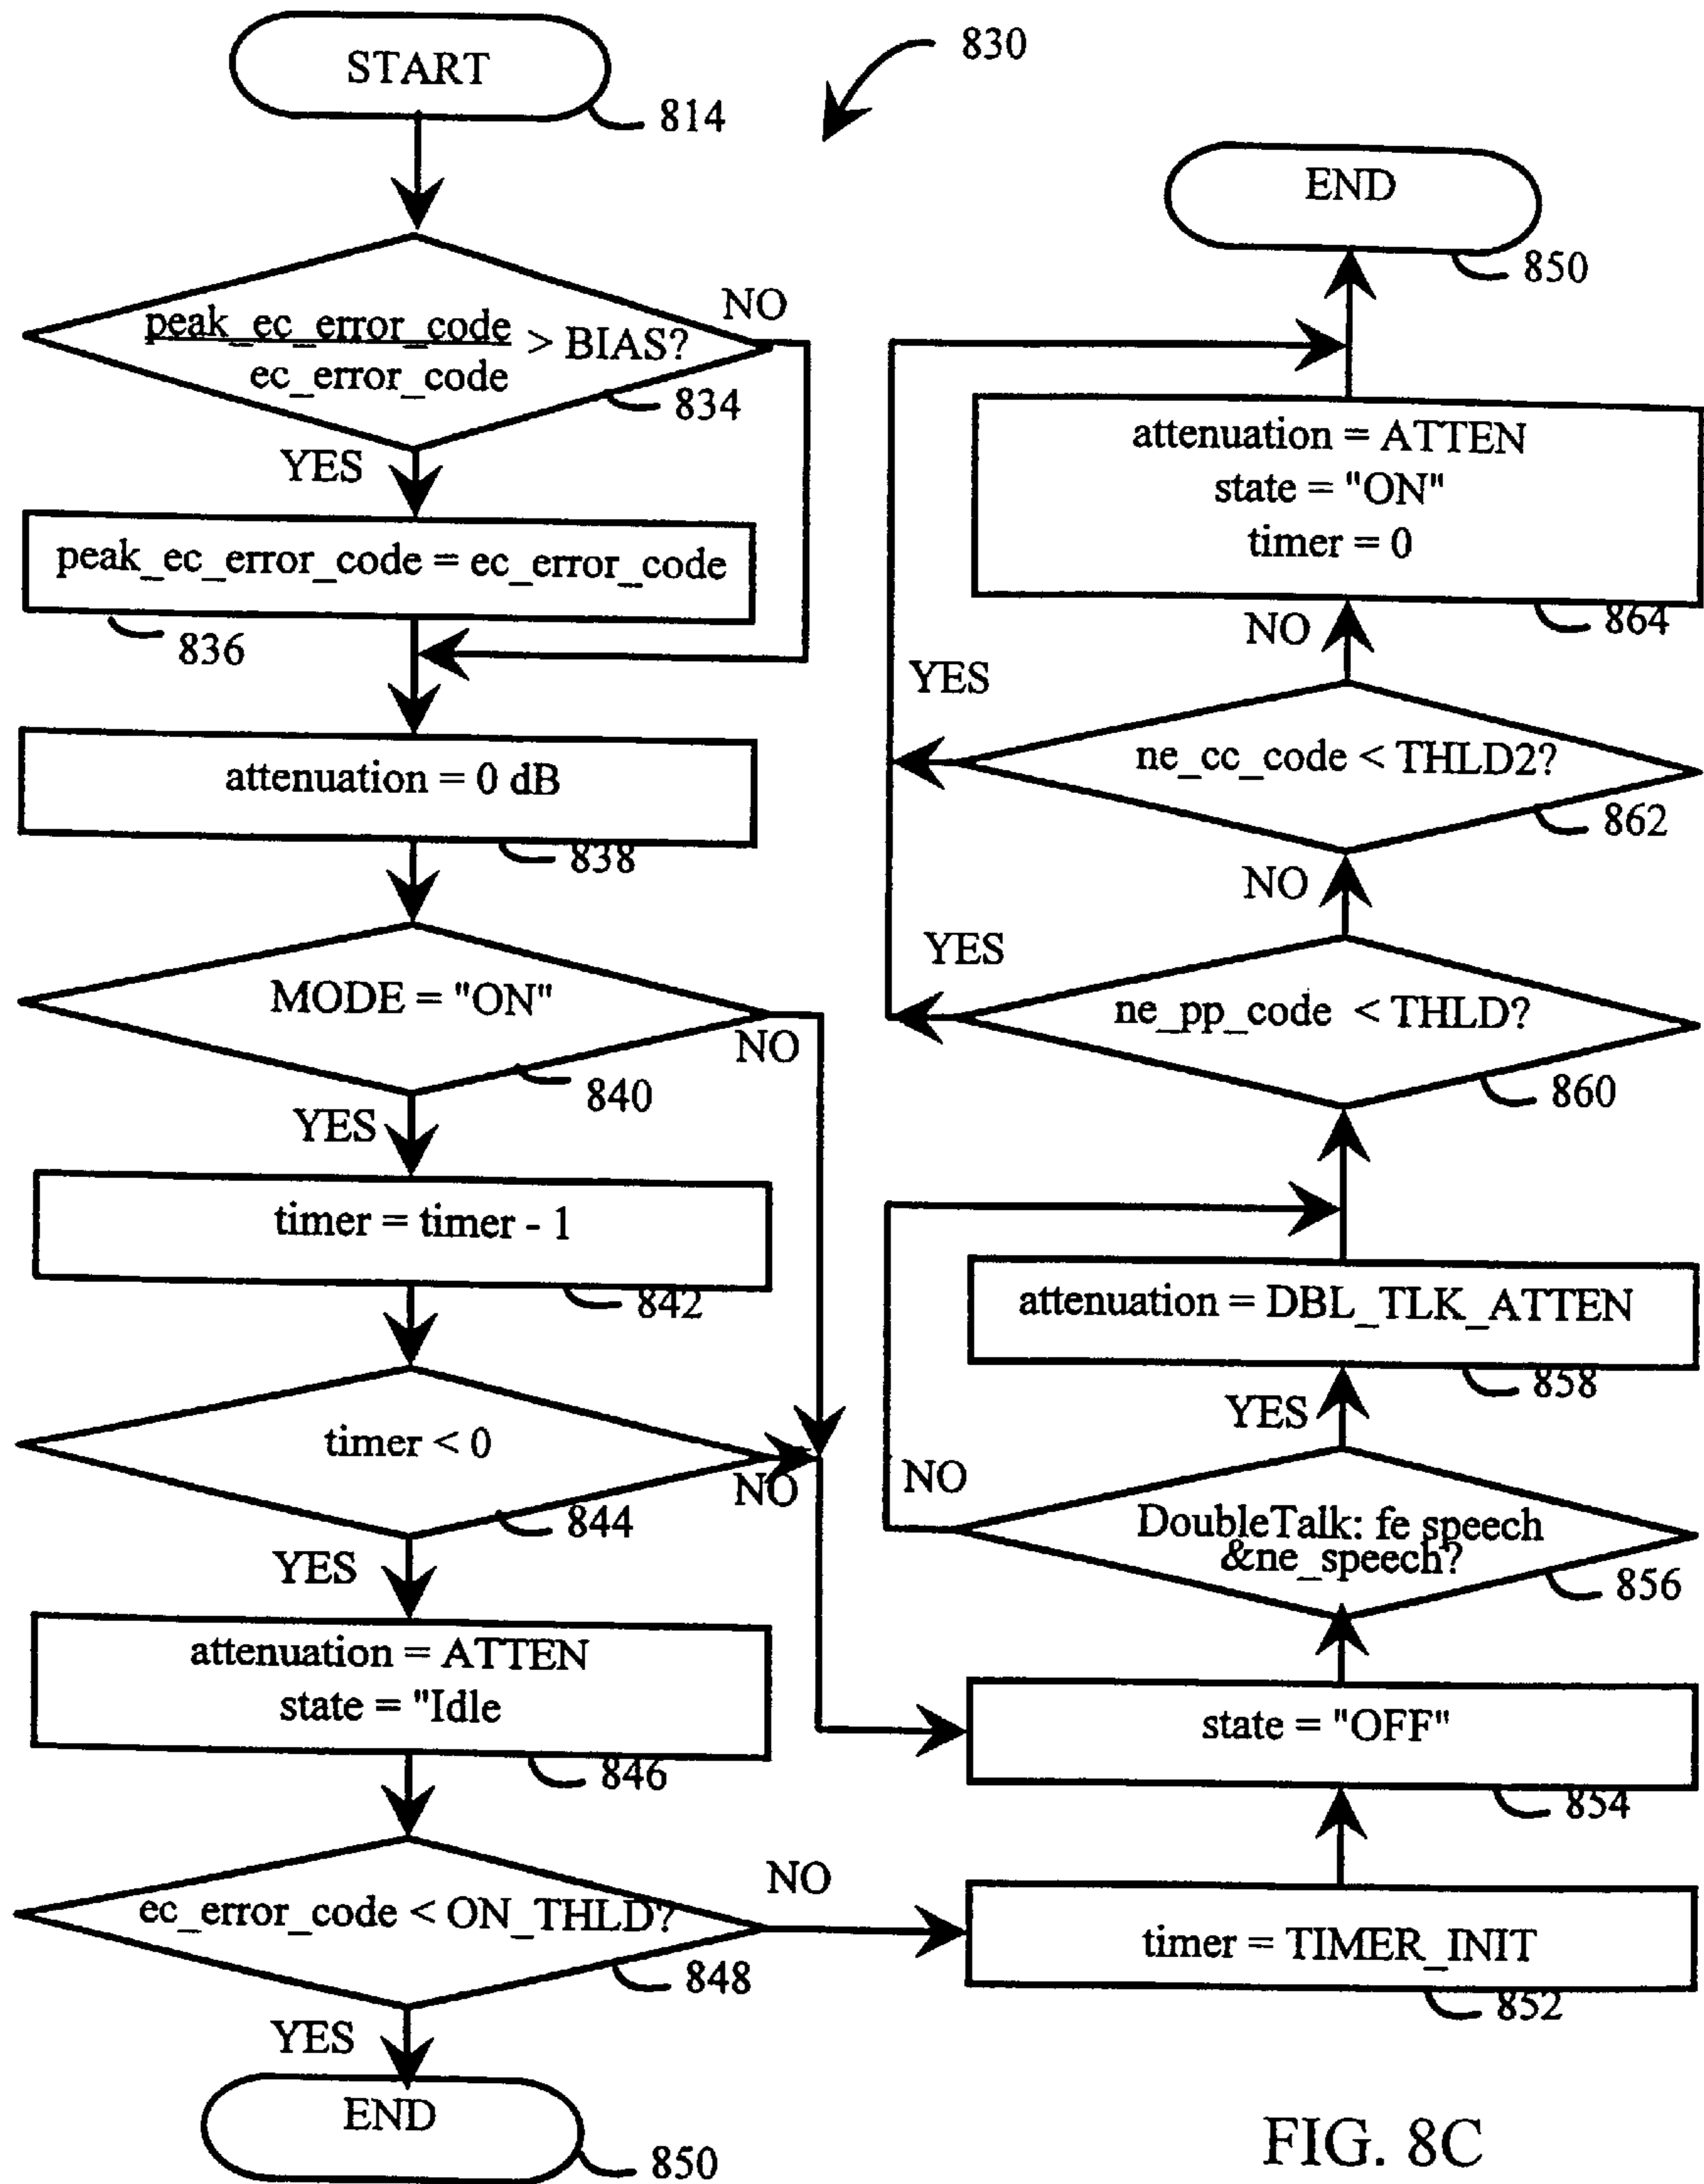 START
814
830
peak_ec_error_code
ec_error_code
> BIAS?
NO
834
YES
peak_ec_error_code = ec_error_code
836
attenuation = 0 dB
838
MODE = "ON"
NO
840
YES
timer = timer - 1
842
timer < 0
NO
844
YES
attenuation = ATTEN
state = "Idle
846
ec_error_code < ON_THLD?
NO
848
YES
END
850
END
850
attenuation = ATTEN
state = "ON"
timer = 0
864
NO
YES
ne_cc_code < THLD2?
862
NO
YES
ne_pp_code < THLD?
860
attenuation = DBL_TLK_ATTEN
858
YES
NO
DoubleTalk: fe speech
&ne_speech?
856
state = "OFF"
854
timer = TIMER_INIT
852
FIG. 8C